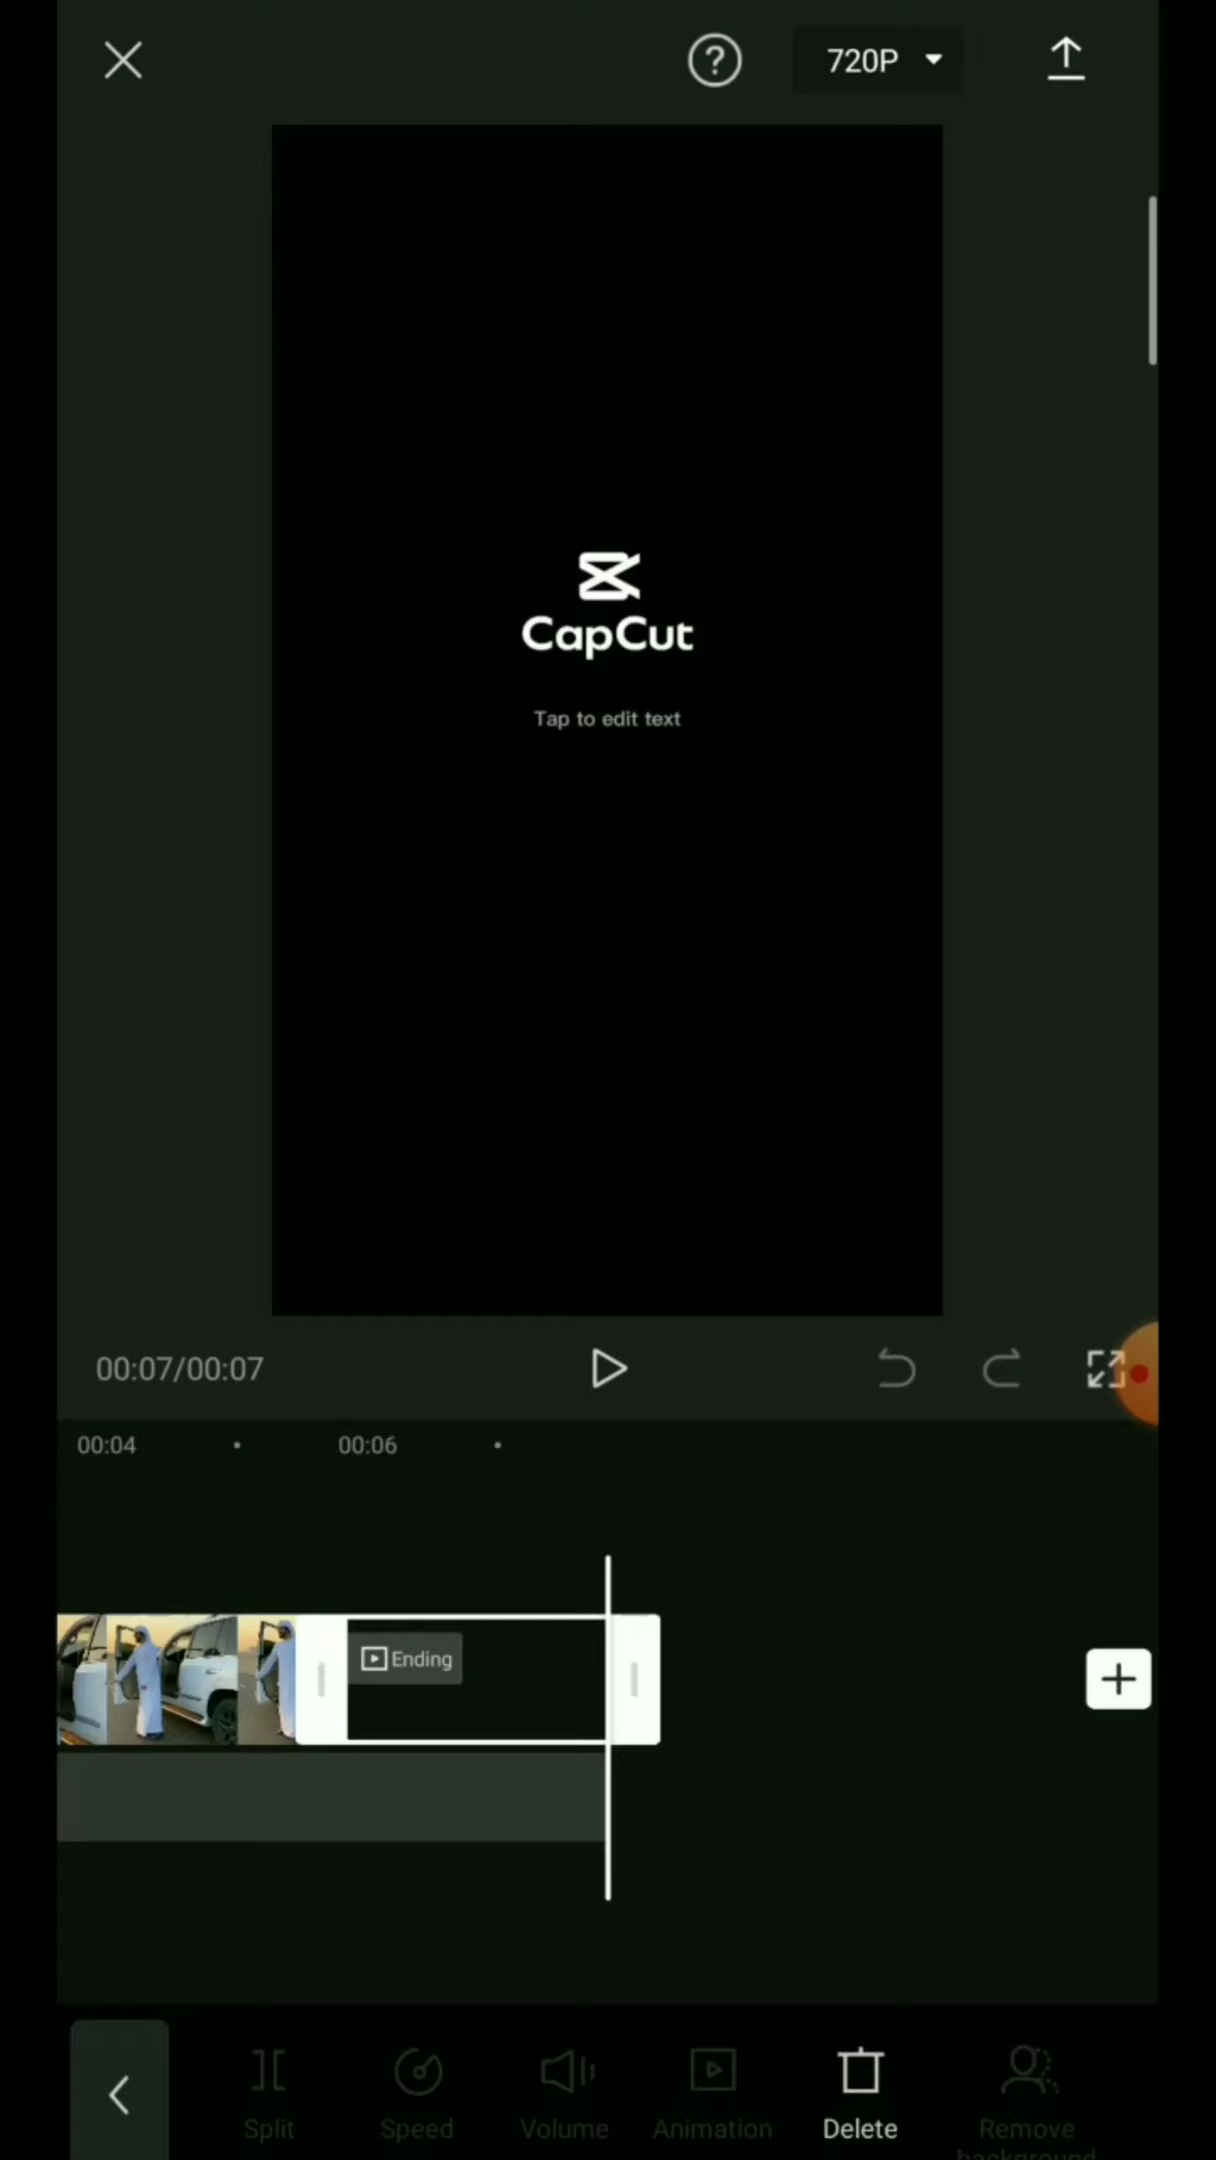 720P
CapCut
Tap to edit text
00:07/00:07
00:04
00:06
Ending
Split
Speed
Volume
Animation
Delete
Remove
background